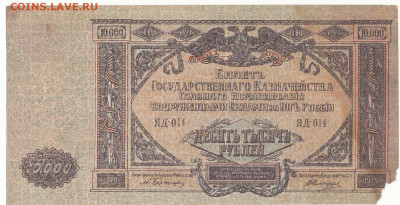 COINS.LAVE.RU
10.000 10.000
БИЛЕТЪ
ГОСУДАРСТВЕННАГО КАЗНАЧЕЙСТВА
ГЛАВНАГО КОМАНДОВАНІЯ
ВООРУЖЕННЫМИ СИЛАМИ НА ЮГѢ РОССІИ
ЯД-014 ЯД-014
ДЕСЯТЬ ТЫСЯЧЪ
РУБЛЕЙ
10.000
1919